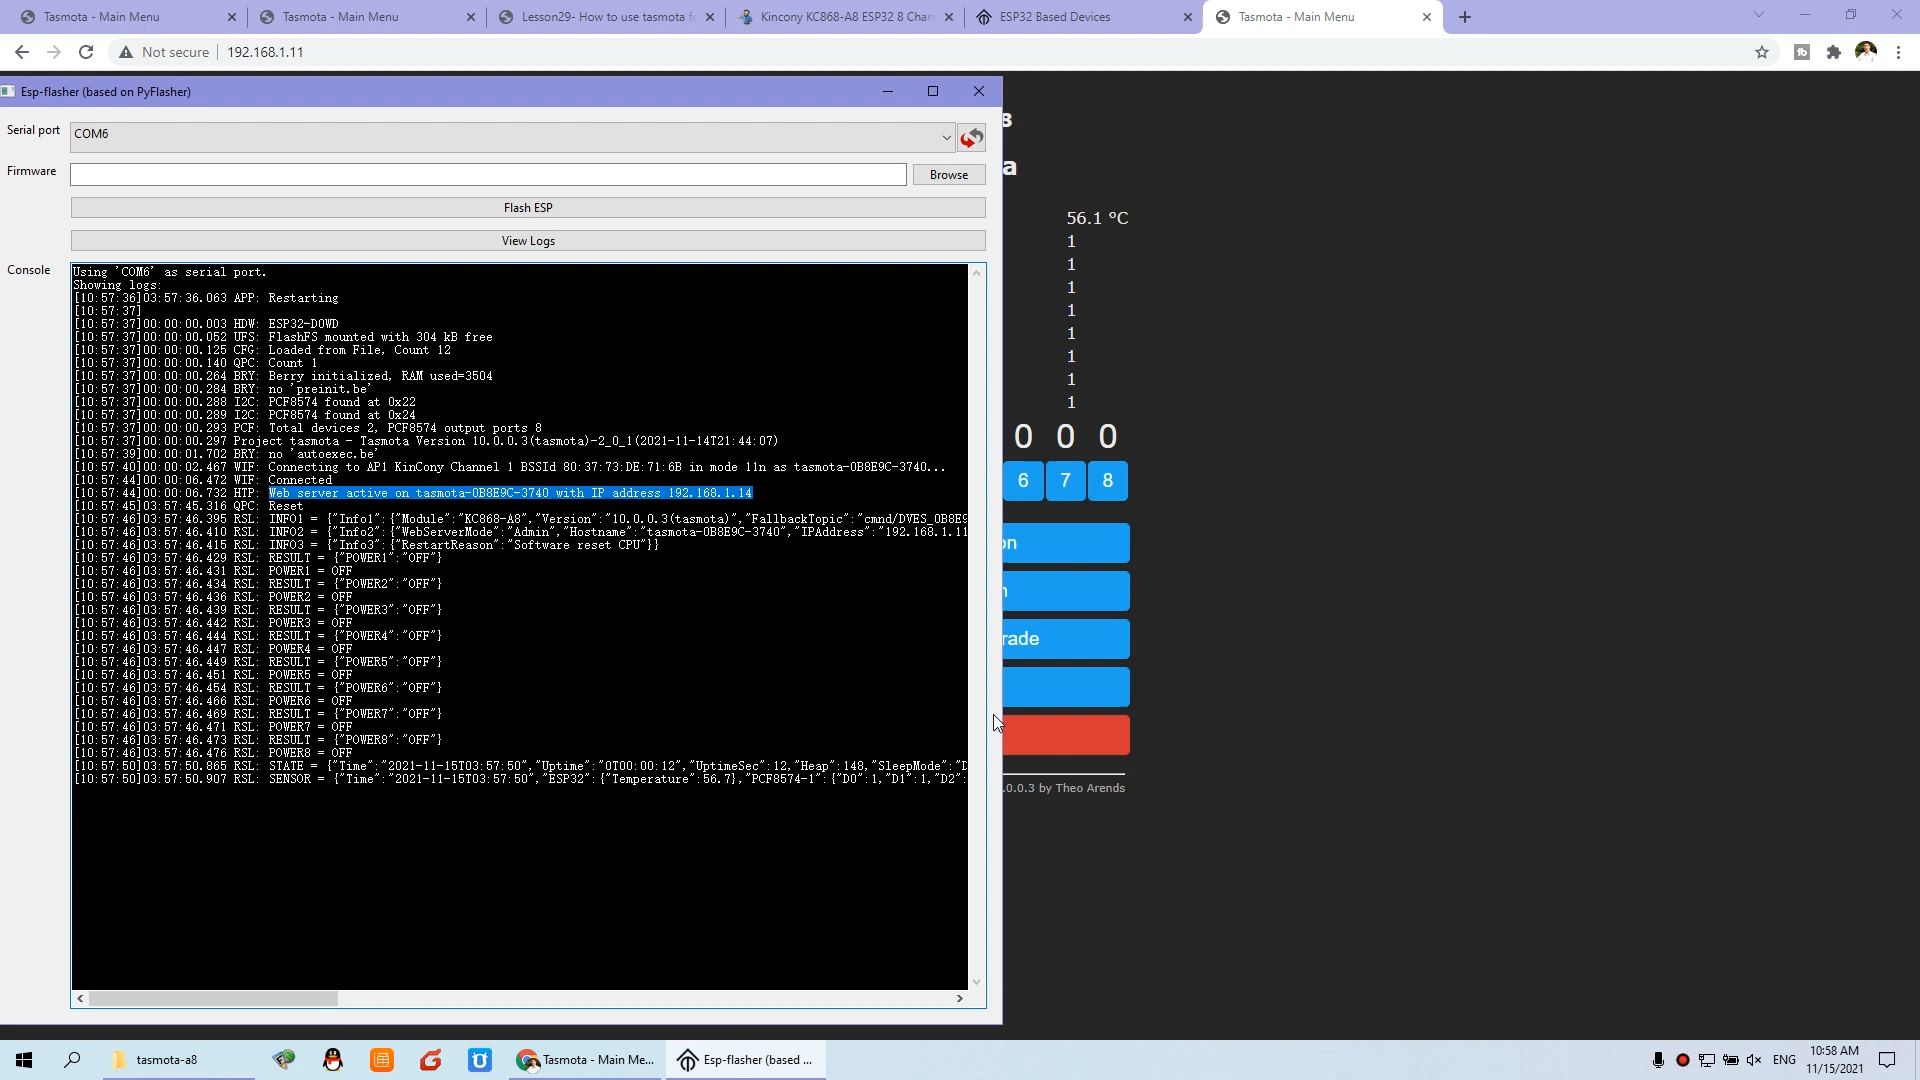 Tasmota - Main Menu
Tasmota - Main Menu
Lesson29- How to use tasmota fo
Kincony KC868-A8 ESP32 8 Chan
ESP32 Based Devices
Tasmota - Main Menu
Not secure
192.168.1.11
Esp-flasher (based on PyFlasher)
Serial port
COM6
Firmware
Browse
Flash ESP
View Logs
Console
Using 'COM6' as serial port.
Showing logs:
[10:57:36]03:57:36.063 APP: Restarting
[10:57:37]
[10:57:37]00:00:00.003 HDW: ESP32-D0WD
[10:57:37]00:00:00.052 UFS: FlashFS mounted with 304 kB free
[10:57:37]00:00:00.125 CFG: Loaded from File, Count 12
[10:57:37]00:00:00.140 QPC: Count 1
[10:57:37]00:00:00.264 BRY: Berry initialized, RAM used=3504
[10:57:37]00:00:00.284 BRY: no 'preinit.be'
[10:57:37]00:00:00.288 I2C: PCF8574 found at 0x22
[10:57:37]00:00:00.289 I2C: PCF8574 found at 0x24
[10:57:37]00:00:00.293 PCF: Total devices 2, PCF8574 output ports 8
[10:57:37]00:00:00.297 Project tasmota - Tasmota Version 10.0.0.3(tasmota)-2_0_1(2021-11-14T21:44:07)
[10:57:39]00:00:01.702 BRY: no 'autoexec.be'
[10:57:40]00:00:02.467 WIF: Connecting to AP1 KinCony Channel 1 BSSId 80:37:73:DE:71:6B in mode 11n as tasmota-0B8E9C-3740...
[10:57:44]00:00:06.472 WIF: Connected
[10:57:44]00:00:06.732 HTP: Web server active on tasmota-0B8E9C-3740 with IP address 192.168.1.14
[10:57:45]03:57:45.316 QPC: Reset
[10:57:46]03:57:46.395 RSL: INFO1 = {"Info1":{"Module":"KC868-A8","Version":"10.0.0.3(tasmota)","FallbackTopic":"cmnd/DVES_0B8E9
[10:57:46]03:57:46.410 RSL: INFO2 = {"Info2":{"WebServerMode":"Admin","Hostname":"tasmota-0B8E9C-3740","IPAddress":"192.168.1.11
[10:57:46]03:57:46.415 RSL: INFO3 = {"Info3":{"RestartReason":"Software reset CPU"}}
[10:57:46]03:57:46.429 RSL: RESULT = {"POWER1":"OFF"}
[10:57:46]03:57:46.431 RSL: POWER1 = OFF
[10:57:46]03:57:46.434 RSL: RESULT = {"POWER2":"OFF"}
[10:57:46]03:57:46.436 RSL: POWER2 = OFF
[10:57:46]03:57:46.439 RSL: RESULT = {"POWER3":"OFF"}
[10:57:46]03:57:46.442 RSL: POWER3 = OFF
[10:57:46]03:57:46.444 RSL: RESULT = {"POWER4":"OFF"}
[10:57:46]03:57:46.447 RSL: POWER4 = OFF
[10:57:46]03:57:46.449 RSL: RESULT = {"POWER5":"OFF"}
[10:57:46]03:57:46.451 RSL: POWER5 = OFF
[10:57:46]03:57:46.454 RSL: RESULT = {"POWER6":"OFF"}
[10:57:46]03:57:46.466 RSL: POWER6 = OFF
[10:57:46]03:57:46.469 RSL: RESULT = {"POWER7":"OFF"}
[10:57:46]03:57:46.471 RSL: POWER7 = OFF
[10:57:46]03:57:46.473 RSL: RESULT = {"POWER8":"OFF"}
[10:57:46]03:57:46.476 RSL: POWER8 = OFF
[10:57:50]03:57:50.865 RSL: STATE = {"Time":"2021-11-15T03:57:50","Uptime":"0T00:00:12","UptimeSec":12,"Heap":148,"SleepMode":"D
[10:57:50]03:57:50.907 RSL: SENSOR = {"Time":"2021-11-15T03:57:50","ESP32":{"Temperature":56.7},"PCF8574-1":{"D0":1,"D1":1,"D2":
3
a
56.1 °C
1
1
1
1
1
1
1
1
0 0 0
6 7 8
on
n
rade
.0.0.3 by Theo Arends
tasmota-a8
Tasmota - Main Me...
Esp-flasher (based ...
ENG
10:58 AM
11/15/2021